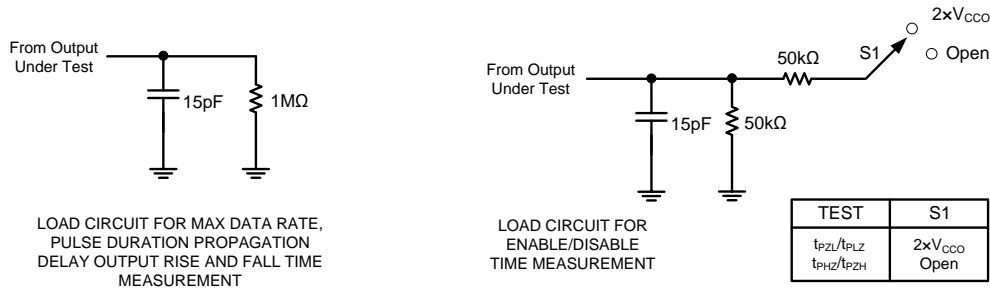 From Output
Under Test
15pF
1MΩ
LOAD CIRCUIT FOR MAX DATA RATE,
PULSE DURATION PROPAGATION
DELAY OUTPUT RISE AND FALL TIME
MEASUREMENT
2×VCCO
S1
Open
50kΩ
From Output
Under Test
15pF
50kΩ
LOAD CIRCUIT FOR
ENABLE/DISABLE
TIME MEASUREMENT
TEST S1
tPZL/tPLZ 2×VCCO
tPHZ/tPZH Open